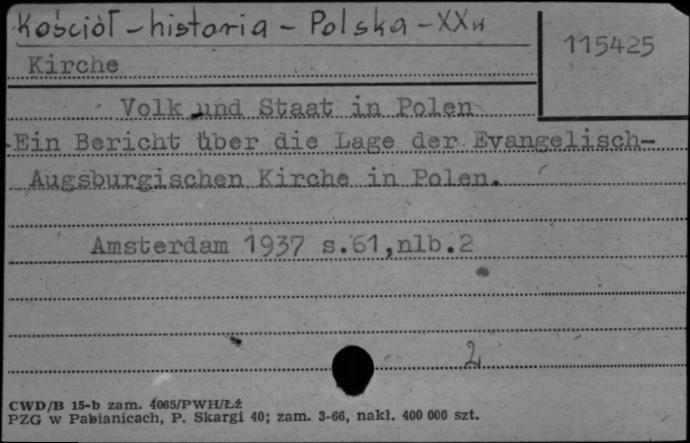 Kościół - historia - Polska - XXw
115425
Kirche
Volk und Staat in Polen
Ein Bericht über die Lage der Evangelisch-
Augsburgischen Kirche in Polen.
Amsterdam 1937 s.61,nlb.2
2
CWD/B 15-b zam. 4065/PWH/Łź
PZG w Pabianicach, P. Skargi 40; zam. 3-66, nakł. 400 000 szt.